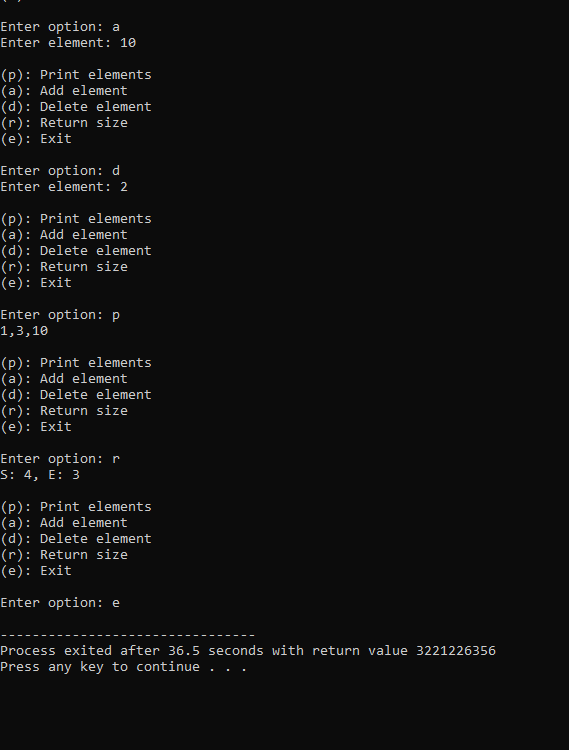 Enter option: a
Enter element: 10
(p): Print elements
(a): Add element
(d): Delete element
(r): Return size
(e): Exit
Enter option: d
Enter element: 2
(p): Print elements
(a): Add element
(d): Delete element
(r): Return size
(e): Exit
Enter option: p
1,3,10
(p): Print elements
(a): Add element
(d): Delete element
(r): Return size
(e): Exit
Enter option: r
S: 4, E: 3
(p): Print elements
(a): Add element
(d): Delete element
(r): Return size
(e): Exit
Enter option: e
--------------------------------
Process exited after 36.5 seconds with return value 3221226356
Press any key to continue . . .